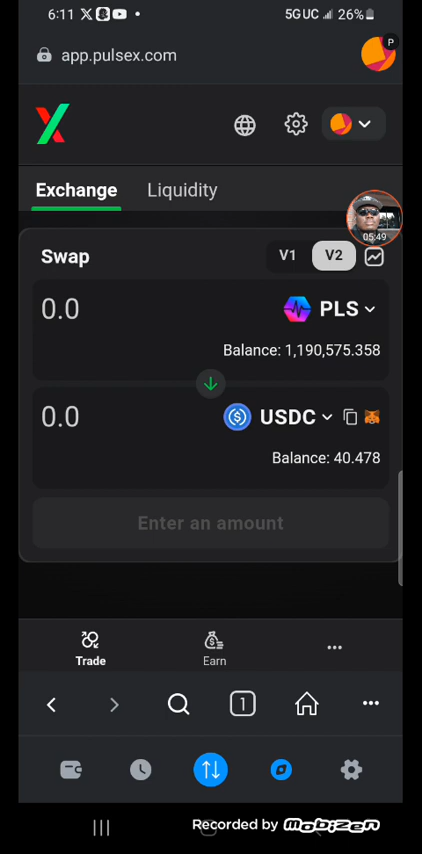 6:11 5G UC 26%
app.pulsex.com
P
Exchange Liquidity
05:49
Swap V1 V2
0.0 PLS
Balance: 1,190,575.358
0.0 USDC
Balance: 40.478
Enter an amount
Trade Earn
1
Recorded by MOBIZEN